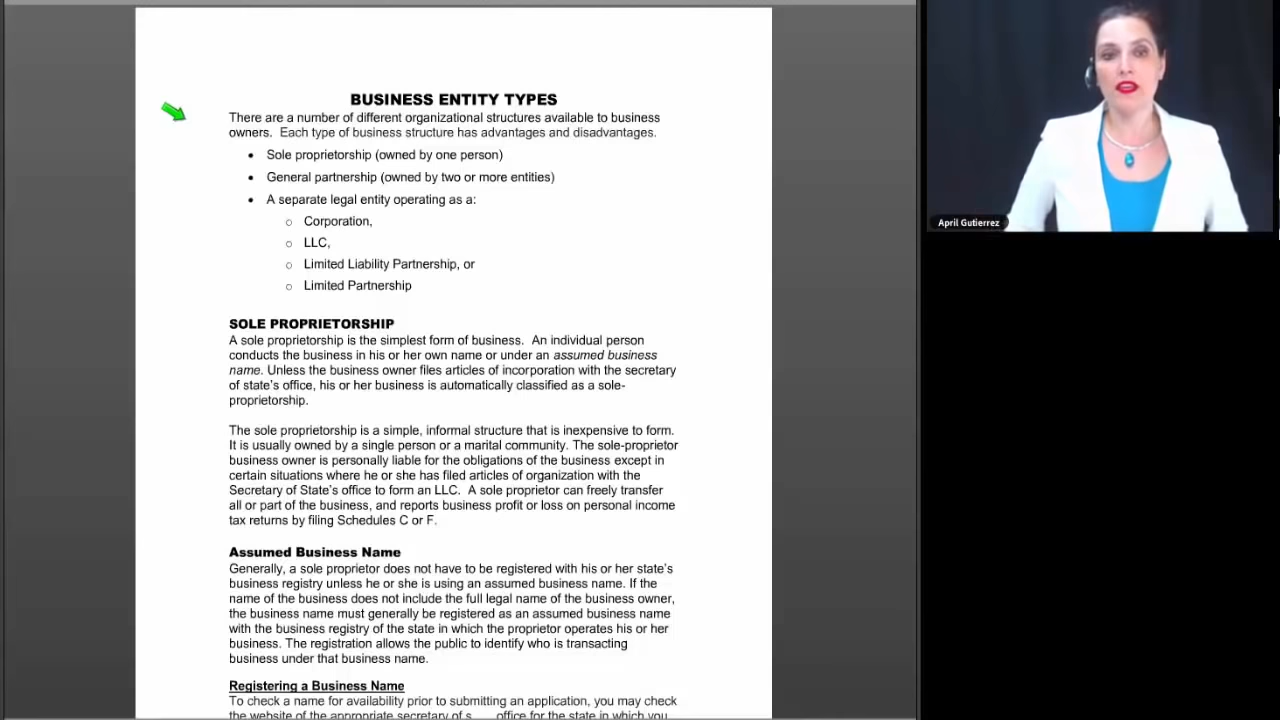 BUSINESS ENTITY TYPES
There are a number of different organizational structures available to business
owners.  Each type of business structure has advantages and disadvantages.
• Sole proprietorship (owned by one person)
• General partnership (owned by two or more entities)
• A separate legal entity operating as a:
o Corporation,
o LLC,
o Limited Liability Partnership, or
o Limited Partnership
SOLE PROPRIETORSHIP
A sole proprietorship is the simplest form of business.  An individual person
conducts the business in his or her own name or under an assumed business
name. Unless the business owner files articles of incorporation with the secretary
of state's office, his or her business is automatically classified as a sole-
proprietorship.
The sole proprietorship is a simple, informal structure that is inexpensive to form.
It is usually owned by a single person or a marital community. The sole-proprietor
business owner is personally liable for the obligations of the business except in
certain situations where he or she has filed articles of organization with the
Secretary of State's office to form an LLC.  A sole proprietor can freely transfer
all or part of the business, and reports business profit or loss on personal income
tax returns by filing Schedules C or F.
Assumed Business Name
Generally, a sole proprietor does not have to be registered with his or her state's
business registry unless he or she is using an assumed business name. If the
name of the business does not include the full legal name of the business owner,
the business name must generally be registered as an assumed business name
with the business registry of the state in which the proprietor operates his or her
business. The registration allows the public to identify who is transacting
business under that business name.
Registering a Business Name
To check a name for availability prior to submitting an application, you may check
the website of the appropriate secretary of s office for the state in which you
April Gutierrez